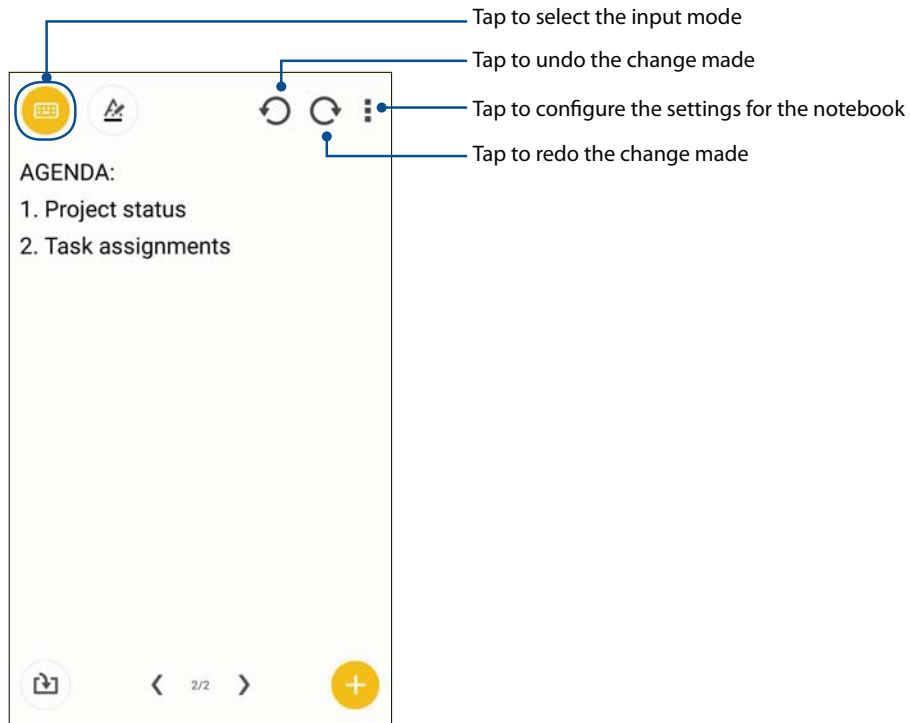 Tap to select the input mode
Tap to undo the change made
Tap to configure the settings for the notebook
Tap to redo the change made
AGENDA:
1. Project status
2. Task assignments
2/2